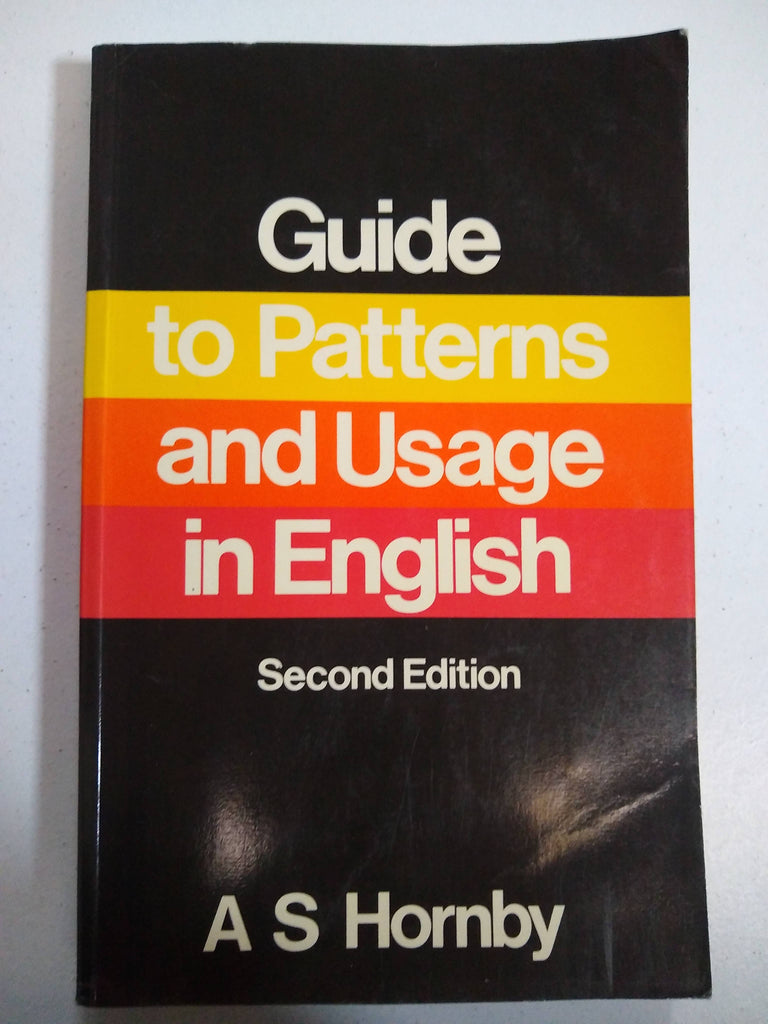 Guide
to Patterns
and Usage
in English
Second Edition
A S Hornby